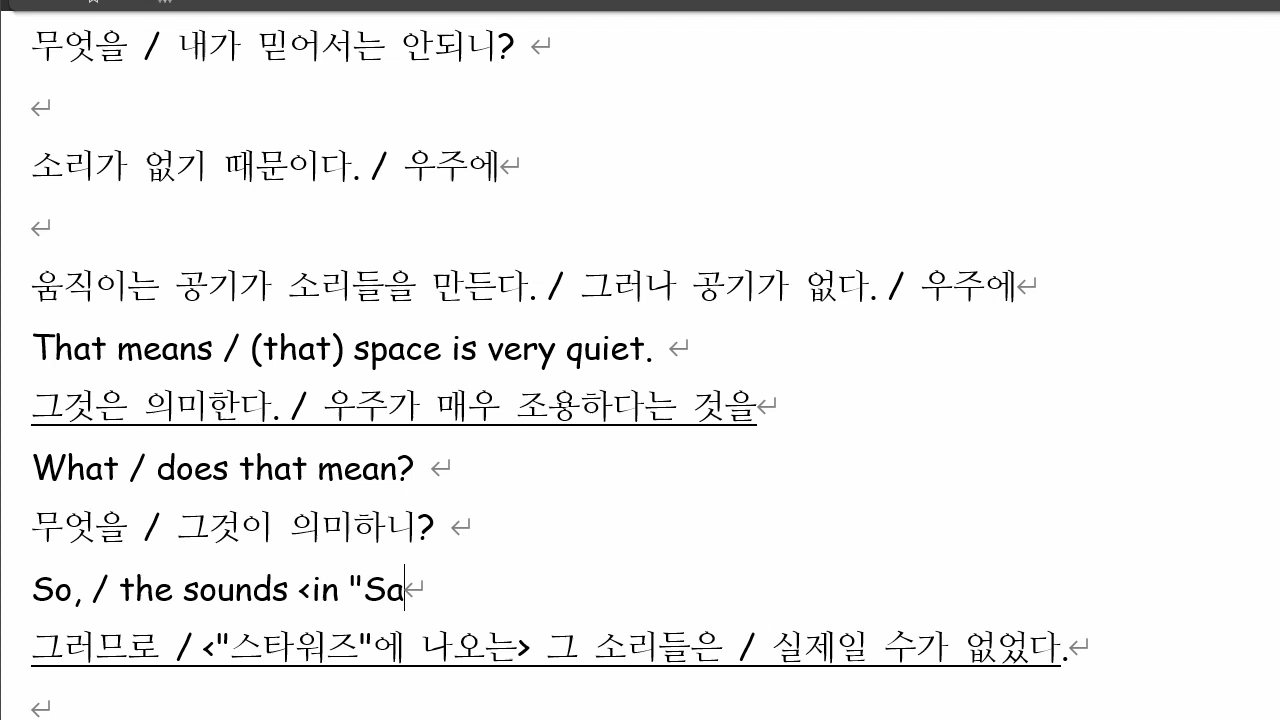 무엇을 / 내가 믿어서는 안되니?
소리가 없기 때문이다. / 우주에
움직이는 공기가 소리들을 만든다. / 그러나 공기가 없다. / 우주에
That means / (that) space is very quiet.
그것은 의미한다. / 우주가 매우 조용하다는 것을
What / does that mean?
무엇을 / 그것이 의미하니?
So, / the sounds <in "Sa
그러므로 / <"스타워즈"에 나오는> 그 소리들은 / 실제일 수가 없었다.